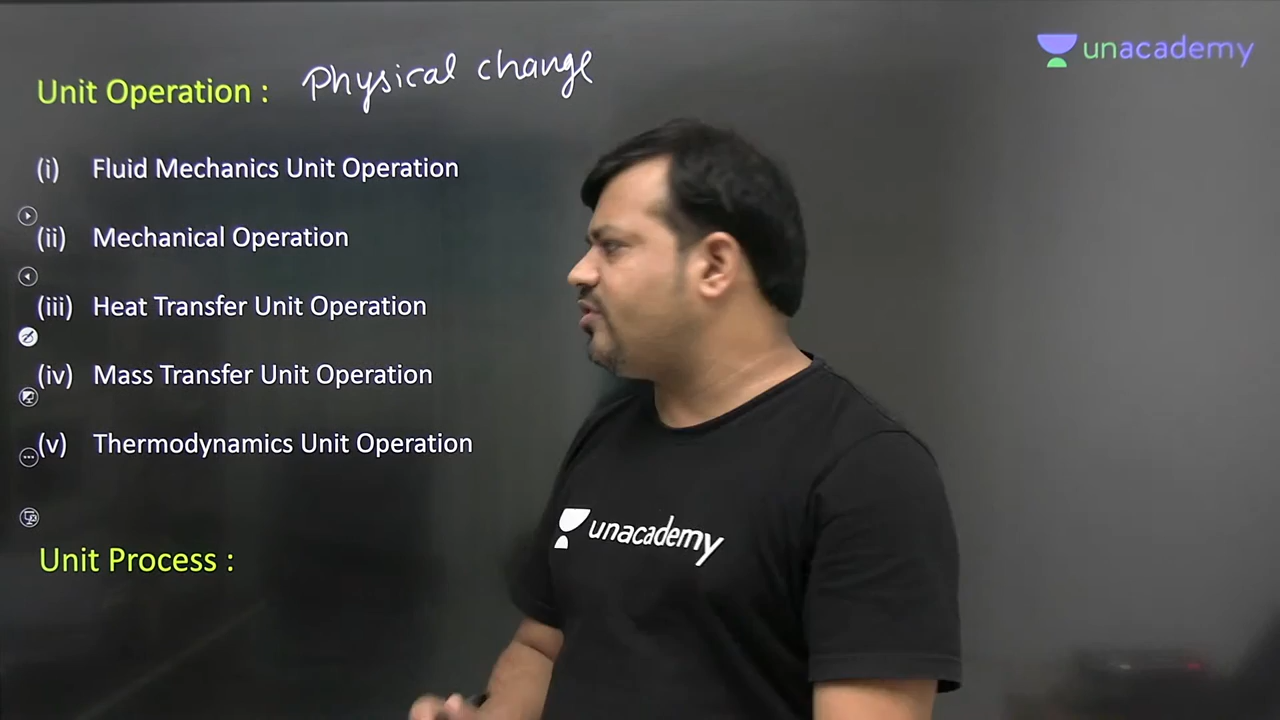 unacademy
Unit Operation : Physical change
(i) Fluid Mechanics Unit Operation
(ii) Mechanical Operation
(iii) Heat Transfer Unit Operation
(iv) Mass Transfer Unit Operation
(v) Thermodynamics Unit Operation
unacademy
Unit Process :